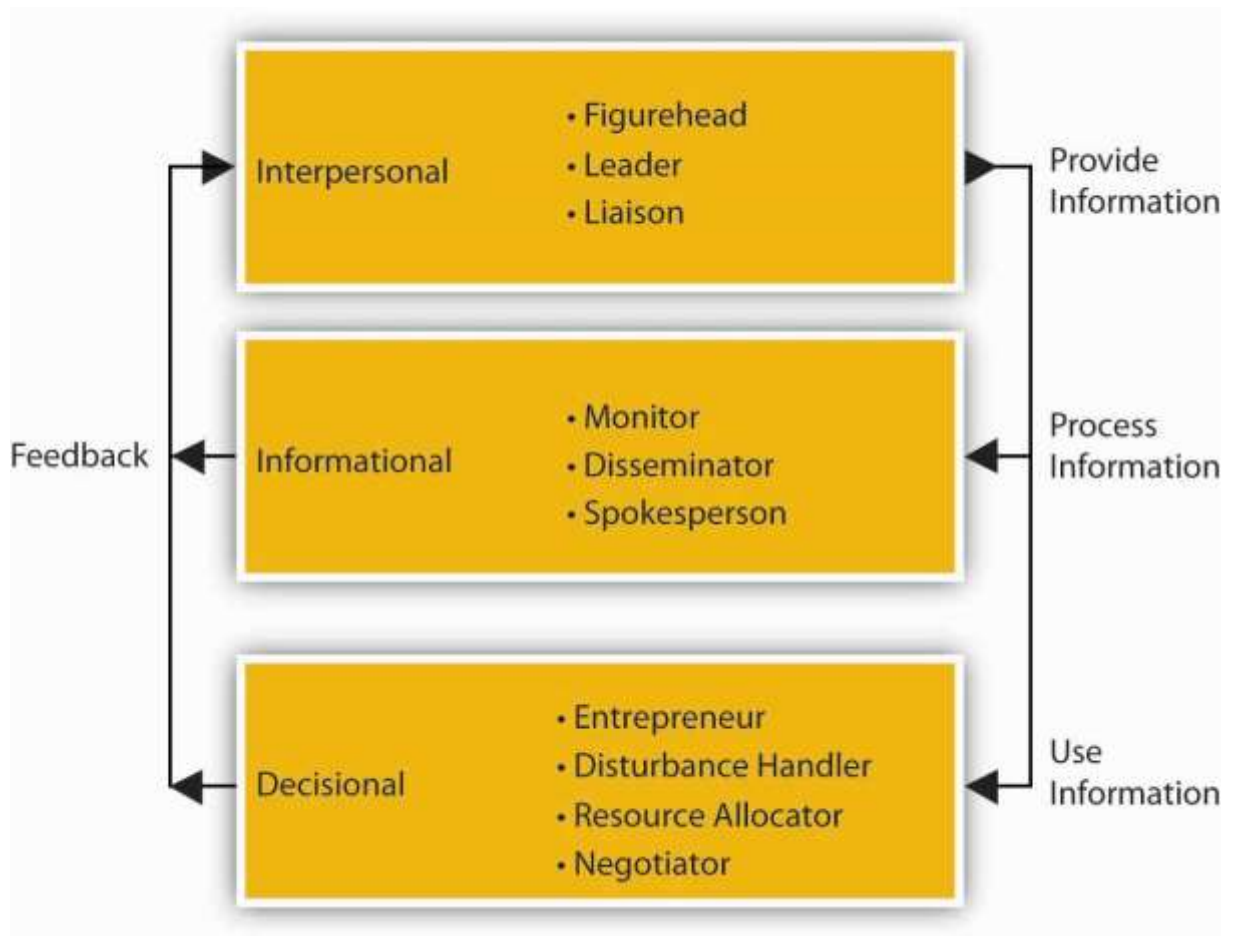 Interpersonal
• Figurehead
• Leader
• Liaison
Provide
Information
Feedback
Informational
• Monitor
• Disseminator
• Spokesperson
Process
Information
Decisional
• Entrepreneur
• Disturbance Handler
• Resource Allocator
• Negotiator
Use
Information